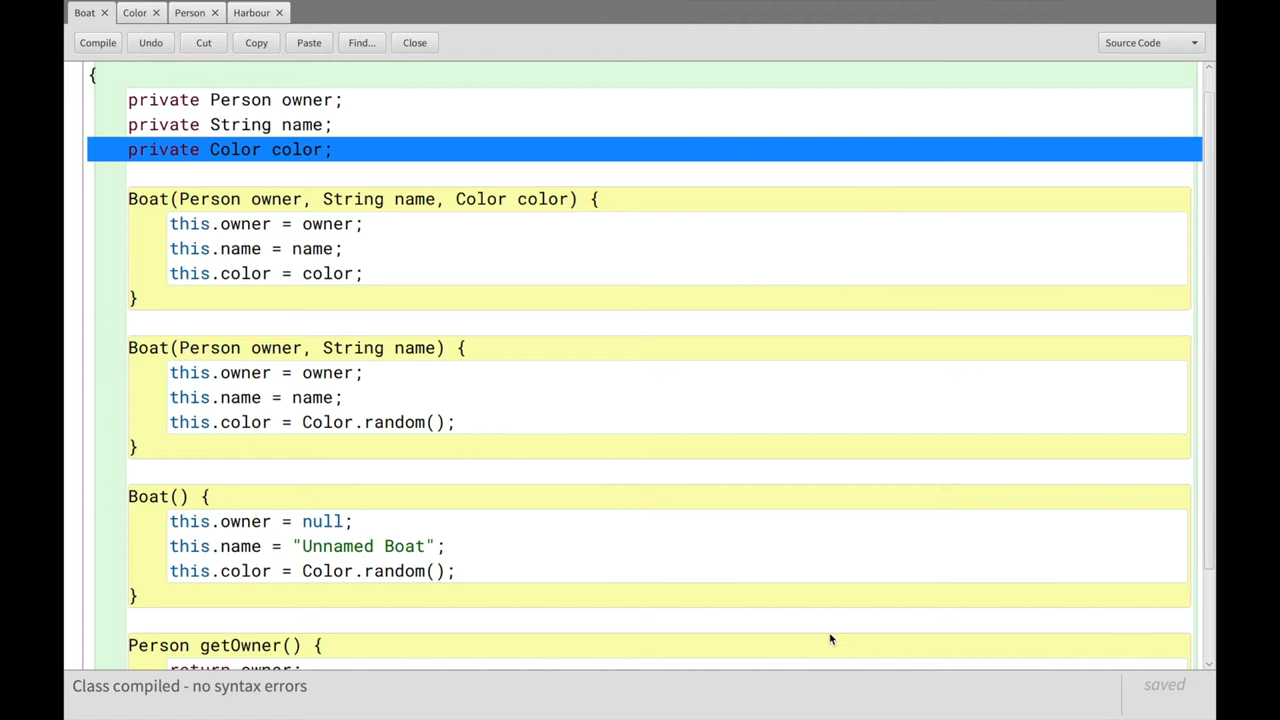 Boat × Color × Person × Harbour ×
Compile Undo Cut Copy Paste Find... Close Source Code
{
private Person owner;
private String name;
private Color color;
Boat(Person owner, String name, Color color) {
this.owner = owner;
this.name = name;
this.color = color;
}
Boat(Person owner, String name) {
this.owner = owner;
this.name = name;
this.color = Color.random();
}
Boat() {
this.owner = null;
this.name = "Unnamed Boat";
this.color = Color.random();
}
Person getOwner() {
return owner;
Class compiled - no syntax errors saved